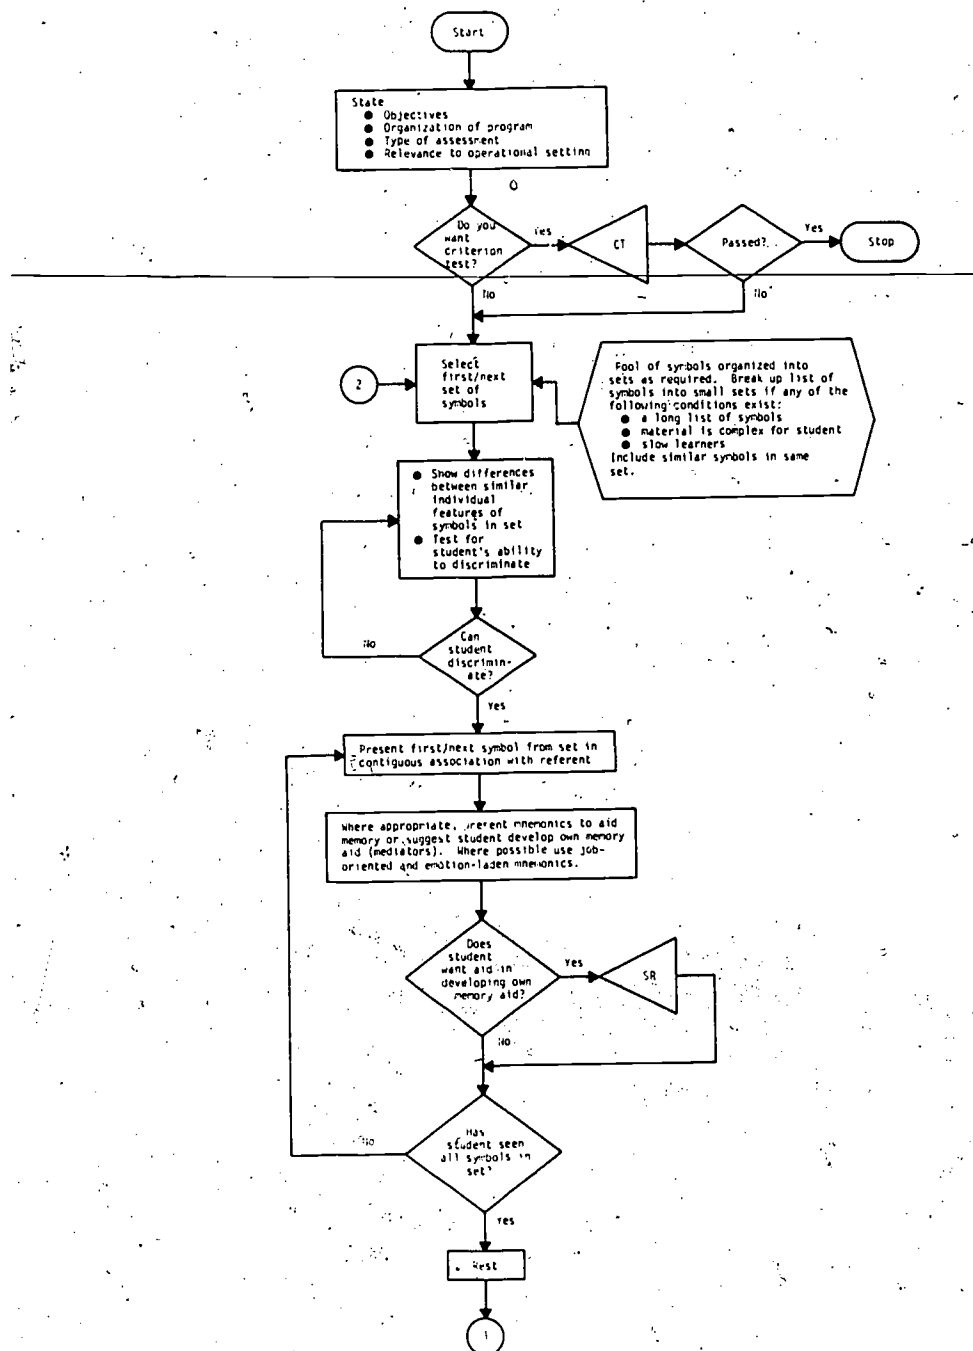 Start
State
● Objectives
● Organization of program
● Type of assessment
● Relevance to operational setting
Do you
want
criterion
test?
Yes
CT
Passed?
Yes
Stop
No
No
2
Select
first/next
set of
symbols
Pool of symbols organized into
sets as required. Break up list of
symbols into small sets if any of the
following conditions exist:
● a long list of symbols
● material is complex for student
● slow learners
Include similar symbols in same
set.
● Show differences
between similar
individual
features of
symbols in set
● Test for
student's ability
to discriminate
Can
student
discrimin-
ate?
No
Yes
Present first/next symbol from set in
contiguous association with referent
Where appropriate, present mnemonics to aid
memory or suggest student develop own memory
aid (mediators). Where possible use job-
oriented and emotion-laden mnemonics.
Does
student
want aid in
developing own
memory aid?
Yes
SR
No
Has
student seen
all symbols in
set?
No
Yes
Rest
1